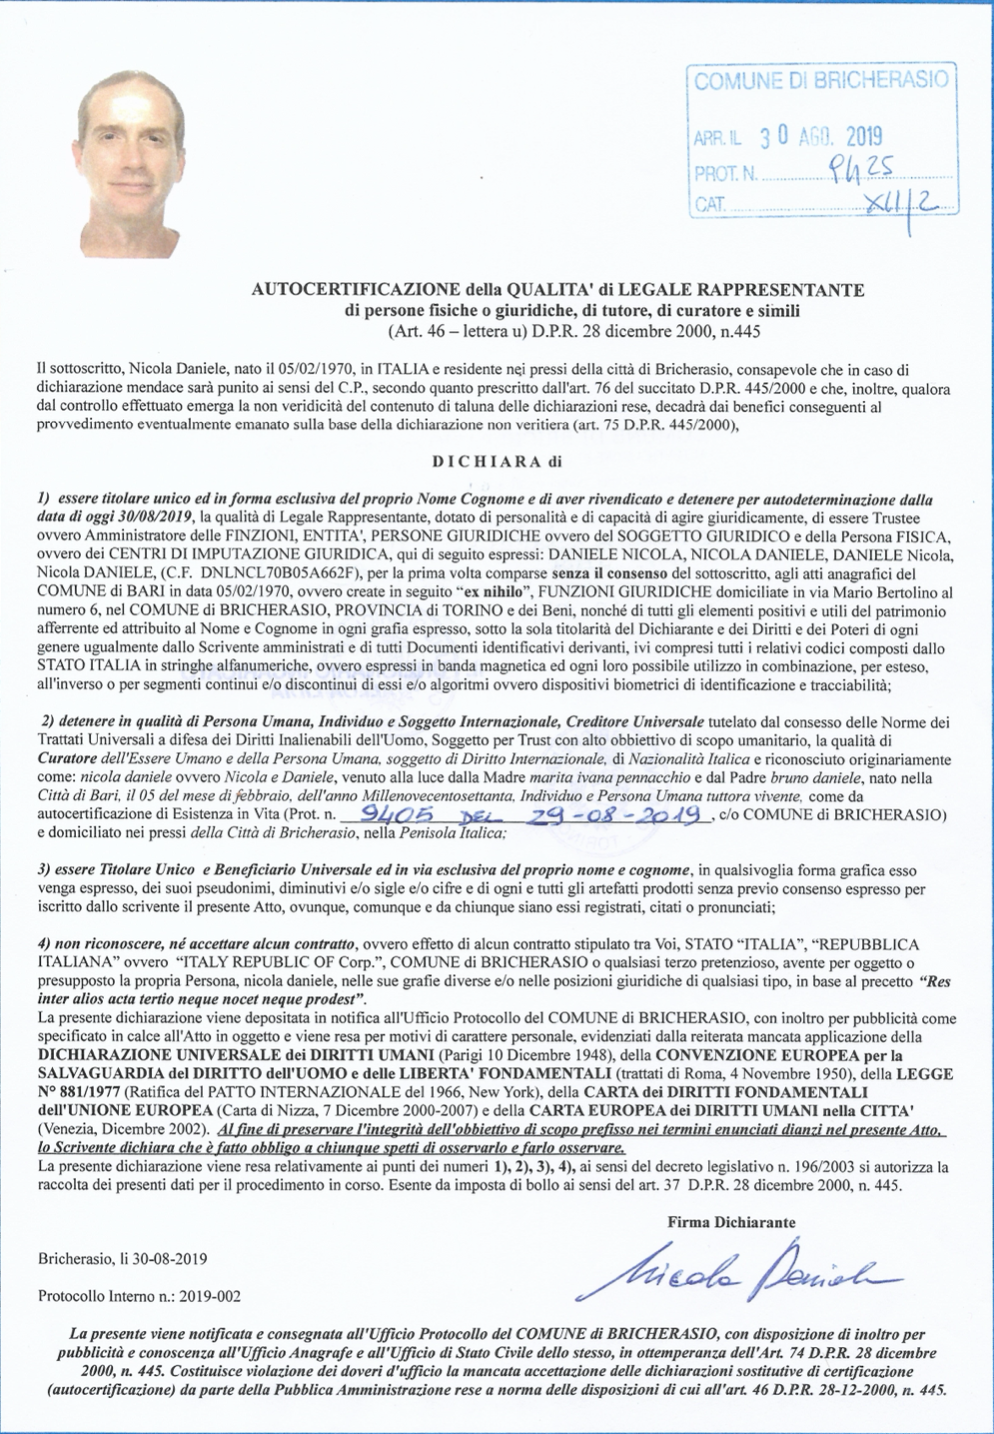 COMUNE DI BRICHERASIO
ARR. IL 30 AGO. 2019
PROT. N. 9425
CAT. XII/2
AUTOCERTIFICAZIONE della QUALITA' di LEGALE RAPPRESENTANTE
di persone fisiche o giuridiche, di tutore, di curatore e simili
(Art. 46 – lettera u) D.P.R. 28 dicembre 2000, n.445
Il sottoscritto, Nicola Daniele, nato il 05/02/1970, in ITALIA e residente nei pressi della città di Bricherasio, consapevole che in caso di
dichiarazione mendace sarà punito ai sensi del C.P., secondo quanto prescritto dall'art. 76 del succitato D.P.R. 445/2000 e che, inoltre, qualora
dal controllo effettuato emerga la non veridicità del contenuto di taluna delle dichiarazioni rese, decadrà dai benefici conseguenti al
provvedimento eventualmente emanato sulla base della dichiarazione non veritiera (art. 75 D.P.R. 445/2000),
DICHIARA di
1) essere titolare unico ed in forma esclusiva del proprio Nome Cognome e di aver rivendicato e detenere per autodeterminazione dalla
data di oggi 30/08/2019, la qualità di Legale Rappresentante, dotato di personalità e di capacità di agire giuridicamente, di essere Trustee
ovvero Amministratore delle FINZIONI, ENTITA', PERSONE GIURIDICHE ovvero del SOGGETTO GIURIDICO e della Persona FISICA,
ovvero dei CENTRI DI IMPUTAZIONE GIURIDICA, qui di seguito espressi: DANIELE NICOLA, NICOLA DANIELE, DANIELE Nicola,
Nicola DANIELE, (C.F. DNLNCL70B05A662F), per la prima volta comparse senza il consenso del sottoscritto, agli atti anagrafici del
COMUNE DI BARI in data 05/02/1970, ovvero create in seguito “ex nihilo”, FUNZIONI GIURIDICHE domiciliate in via Mario Bertolino al
numero 6, nel COMUNE DI BRICHERASIO, PROVINCIA di TORINO e dei Beni, nonché di tutti gli elementi positivi e utili del patrimonio
afferrente ed attribuito al Nome e Cognome in ogni grafia espresso, sotto la sola titolarità del Dichiarante e dei Diritti e dei Poteri di ogni
genere ugualmente dallo Scrivente amministrati e di tutti Documenti identificativi derivanti, ivi compresi tutti i relativi codici composti dallo
STATO ITALIA in stringhe alfanumeriche, ovvero espressi in banda magnetica ed ogni loro possibile utilizzo in combinazione, per esteso,
all'inverso o per segmenti continui e/o discontinui di essi e/o algoritmi ovvero dispositivi biometrici di identificazione e tracciabilità;
2) detenere in qualità di Persona Umana, Individuo e Soggetto Internazionale, Creditore Universale tutelato dal consesso delle Norme dei
Trattati Universali a difesa dei Diritti Inalienabili dell'Uomo, Soggetto per Trust con alto obbiettivo di scopo umanitario, la qualità di
Curatore dell'Essere Umano e della Persona Umana, soggetto di Diritto Internazionale, di Nazionalità Italica e riconosciuto originariamente
come: nicola daniele ovvero Nicola e Daniele, venuto alla luce dalla Madre marita ivana pennacchio e dal Padre bruno daniele, nato nella
Città di Bari, il 05 del mese di febbraio, dell'anno Millenovecentosettanta, Individuo e Persona Umana tuttora vivente, come da
autocertificazione di Esistenza in Vita (Prot. n. 9405 DEL 29-08-2019, c/o COMUNE di BRICHERASIO)
e domiciliato nei pressi della Città di Bricherasio, nella Penisola Italica;
3) essere Titolare Unico e Beneficiario Universale ed in via esclusiva del proprio nome e cognome, in qualsivoglia forma grafica esso
venga espresso, dei suoi pseudonimi, diminutivi e/o sigle e/o cifre e di ogni e tutti gli artefatti prodotti senza previo consenso espresso per
iscritto dallo scrivente il presente Atto, ovunque, comunque e da chiunque siano essi registrati, citati o pronunciati;
4) non riconoscere, né accettare alcun contratto, ovvero effetto di alcun contratto stipulato tra Voi, STATO “ITALIA”, “REPUBBLICA
ITALIANA” ovvero “ITALY REPUBLIC OF Corp.”, COMUNE di BRICHERASIO o qualsiasi terzo pretenzioso, avente per oggetto o
presupposto la propria Persona, nicola daniele, nelle sue grafie diverse e/o nelle posizioni giuridiche di qualsiasi tipo, in base al precetto “Res
inter alios acta tertio neque nocet neque prodest”.
La presente dichiarazione viene depositata in notifica all'Ufficio Protocollo del COMUNE di BRICHERASIO, con inoltro per pubblicità come
specificato in calce all'Atto in oggetto e viene resa per motivi di carattere personale, evidenziati dalla reiterata mancata applicazione della
DICHIARAZIONE UNIVERSALE dei DIRITTI UMANI (Parigi 10 Dicembre 1948), della CONVENZIONE EUROPEA per la
SALVAGUARDIA del DIRITTO dell'UOMO e delle LIBERTA' FONDAMENTALI (trattati di Roma, 4 Novembre 1950), della LEGGE
N° 881/1977 (Ratifica del PATTO INTERNAZIONALE del 1966, New York), della CARTA dei DIRITTI FONDAMENTALI
dell'UNIONE EUROPEA (Carta di Nizza, 7 Dicembre 2000-2007) e della CARTA EUROPEA dei DIRITTI UMANI nella CITTA'
(Venezia, Dicembre 2002). Al fine di preservare l'integrità dell'obbiettivo di scopo prefisso nei termini enunciati dianzi nel presente Atto,
lo Scrivente dichiara che è fatto obbligo a chiunque spetti di osservarlo e farlo osservare.
La presente dichiarazione viene resa relativamente ai punti dei numeri 1), 2), 3), 4), ai sensi del decreto legislativo n. 196/2003 si autorizza la
raccolta dei presenti dati per il procedimento in corso. Esente da imposta di bollo ai sensi del art. 37 D.P.R. 28 dicembre 2000, n. 445.
Firma Dichiarante
Bricherasio, li 30-08-2019
Nicola Daniele
Protocollo Interno n.: 2019-002
La presente viene notificata e consegnata all'Ufficio Protocollo del COMUNE di BRICHERASIO, con disposizione di inoltro per
pubblicità e conoscenza all'Ufficio Anagrafe e all'Ufficio di Stato Civile dello stesso, in ottemperanza dell'Art. 74 D.P.R. 28 dicembre
2000, n. 445. Costituisce violazione dei doveri d'ufficio la mancata accettazione delle dichiarazioni sostitutive di certificazione
(autocertificazione) da parte della Pubblica Amministrazione rese a norma delle disposizioni di cui all'art. 46 D.P.R. 28-12-2000, n. 445.